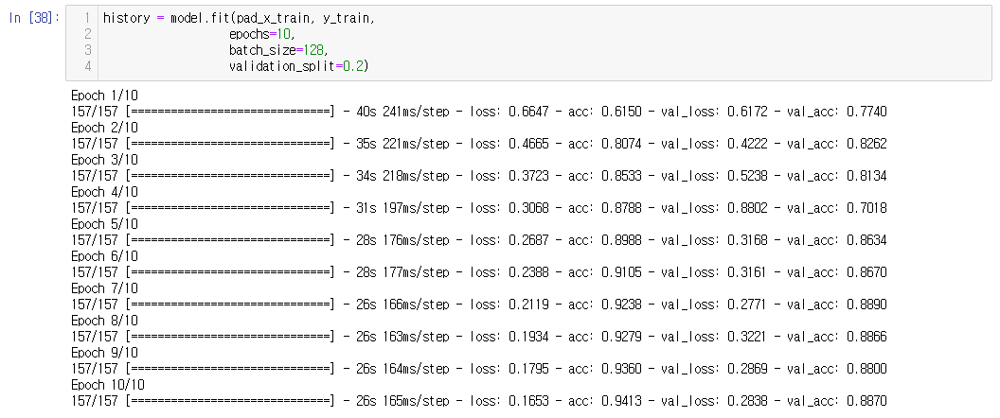 In [38]:
1 history = model.fit(pad_x_train, y_train,
2 epochs=10,
3 batch_size=128,
4 validation_split=0.2)
Epoch 1/10
157/157 [==============================] - 40s 241ms/step - loss: 0.6647 - acc: 0.6150 - val_loss: 0.6172 - val_acc: 0.7740
Epoch 2/10
157/157 [==============================] - 35s 221ms/step - loss: 0.4665 - acc: 0.8074 - val_loss: 0.4222 - val_acc: 0.8262
Epoch 3/10
157/157 [==============================] - 34s 218ms/step - loss: 0.3723 - acc: 0.8533 - val_loss: 0.5238 - val_acc: 0.8134
Epoch 4/10
157/157 [==============================] - 31s 197ms/step - loss: 0.3068 - acc: 0.8788 - val_loss: 0.8802 - val_acc: 0.7018
Epoch 5/10
157/157 [==============================] - 28s 176ms/step - loss: 0.2687 - acc: 0.8988 - val_loss: 0.3168 - val_acc: 0.8634
Epoch 6/10
157/157 [==============================] - 28s 177ms/step - loss: 0.2388 - acc: 0.9105 - val_loss: 0.3161 - val_acc: 0.8670
Epoch 7/10
157/157 [==============================] - 26s 166ms/step - loss: 0.2119 - acc: 0.9238 - val_loss: 0.2771 - val_acc: 0.8890
Epoch 8/10
157/157 [==============================] - 26s 163ms/step - loss: 0.1934 - acc: 0.9279 - val_loss: 0.3221 - val_acc: 0.8866
Epoch 9/10
157/157 [==============================] - 26s 164ms/step - loss: 0.1795 - acc: 0.9360 - val_loss: 0.2869 - val_acc: 0.8800
Epoch 10/10
157/157 [==============================] - 26s 165ms/step - loss: 0.1653 - acc: 0.9413 - val_loss: 0.2838 - val_acc: 0.8870